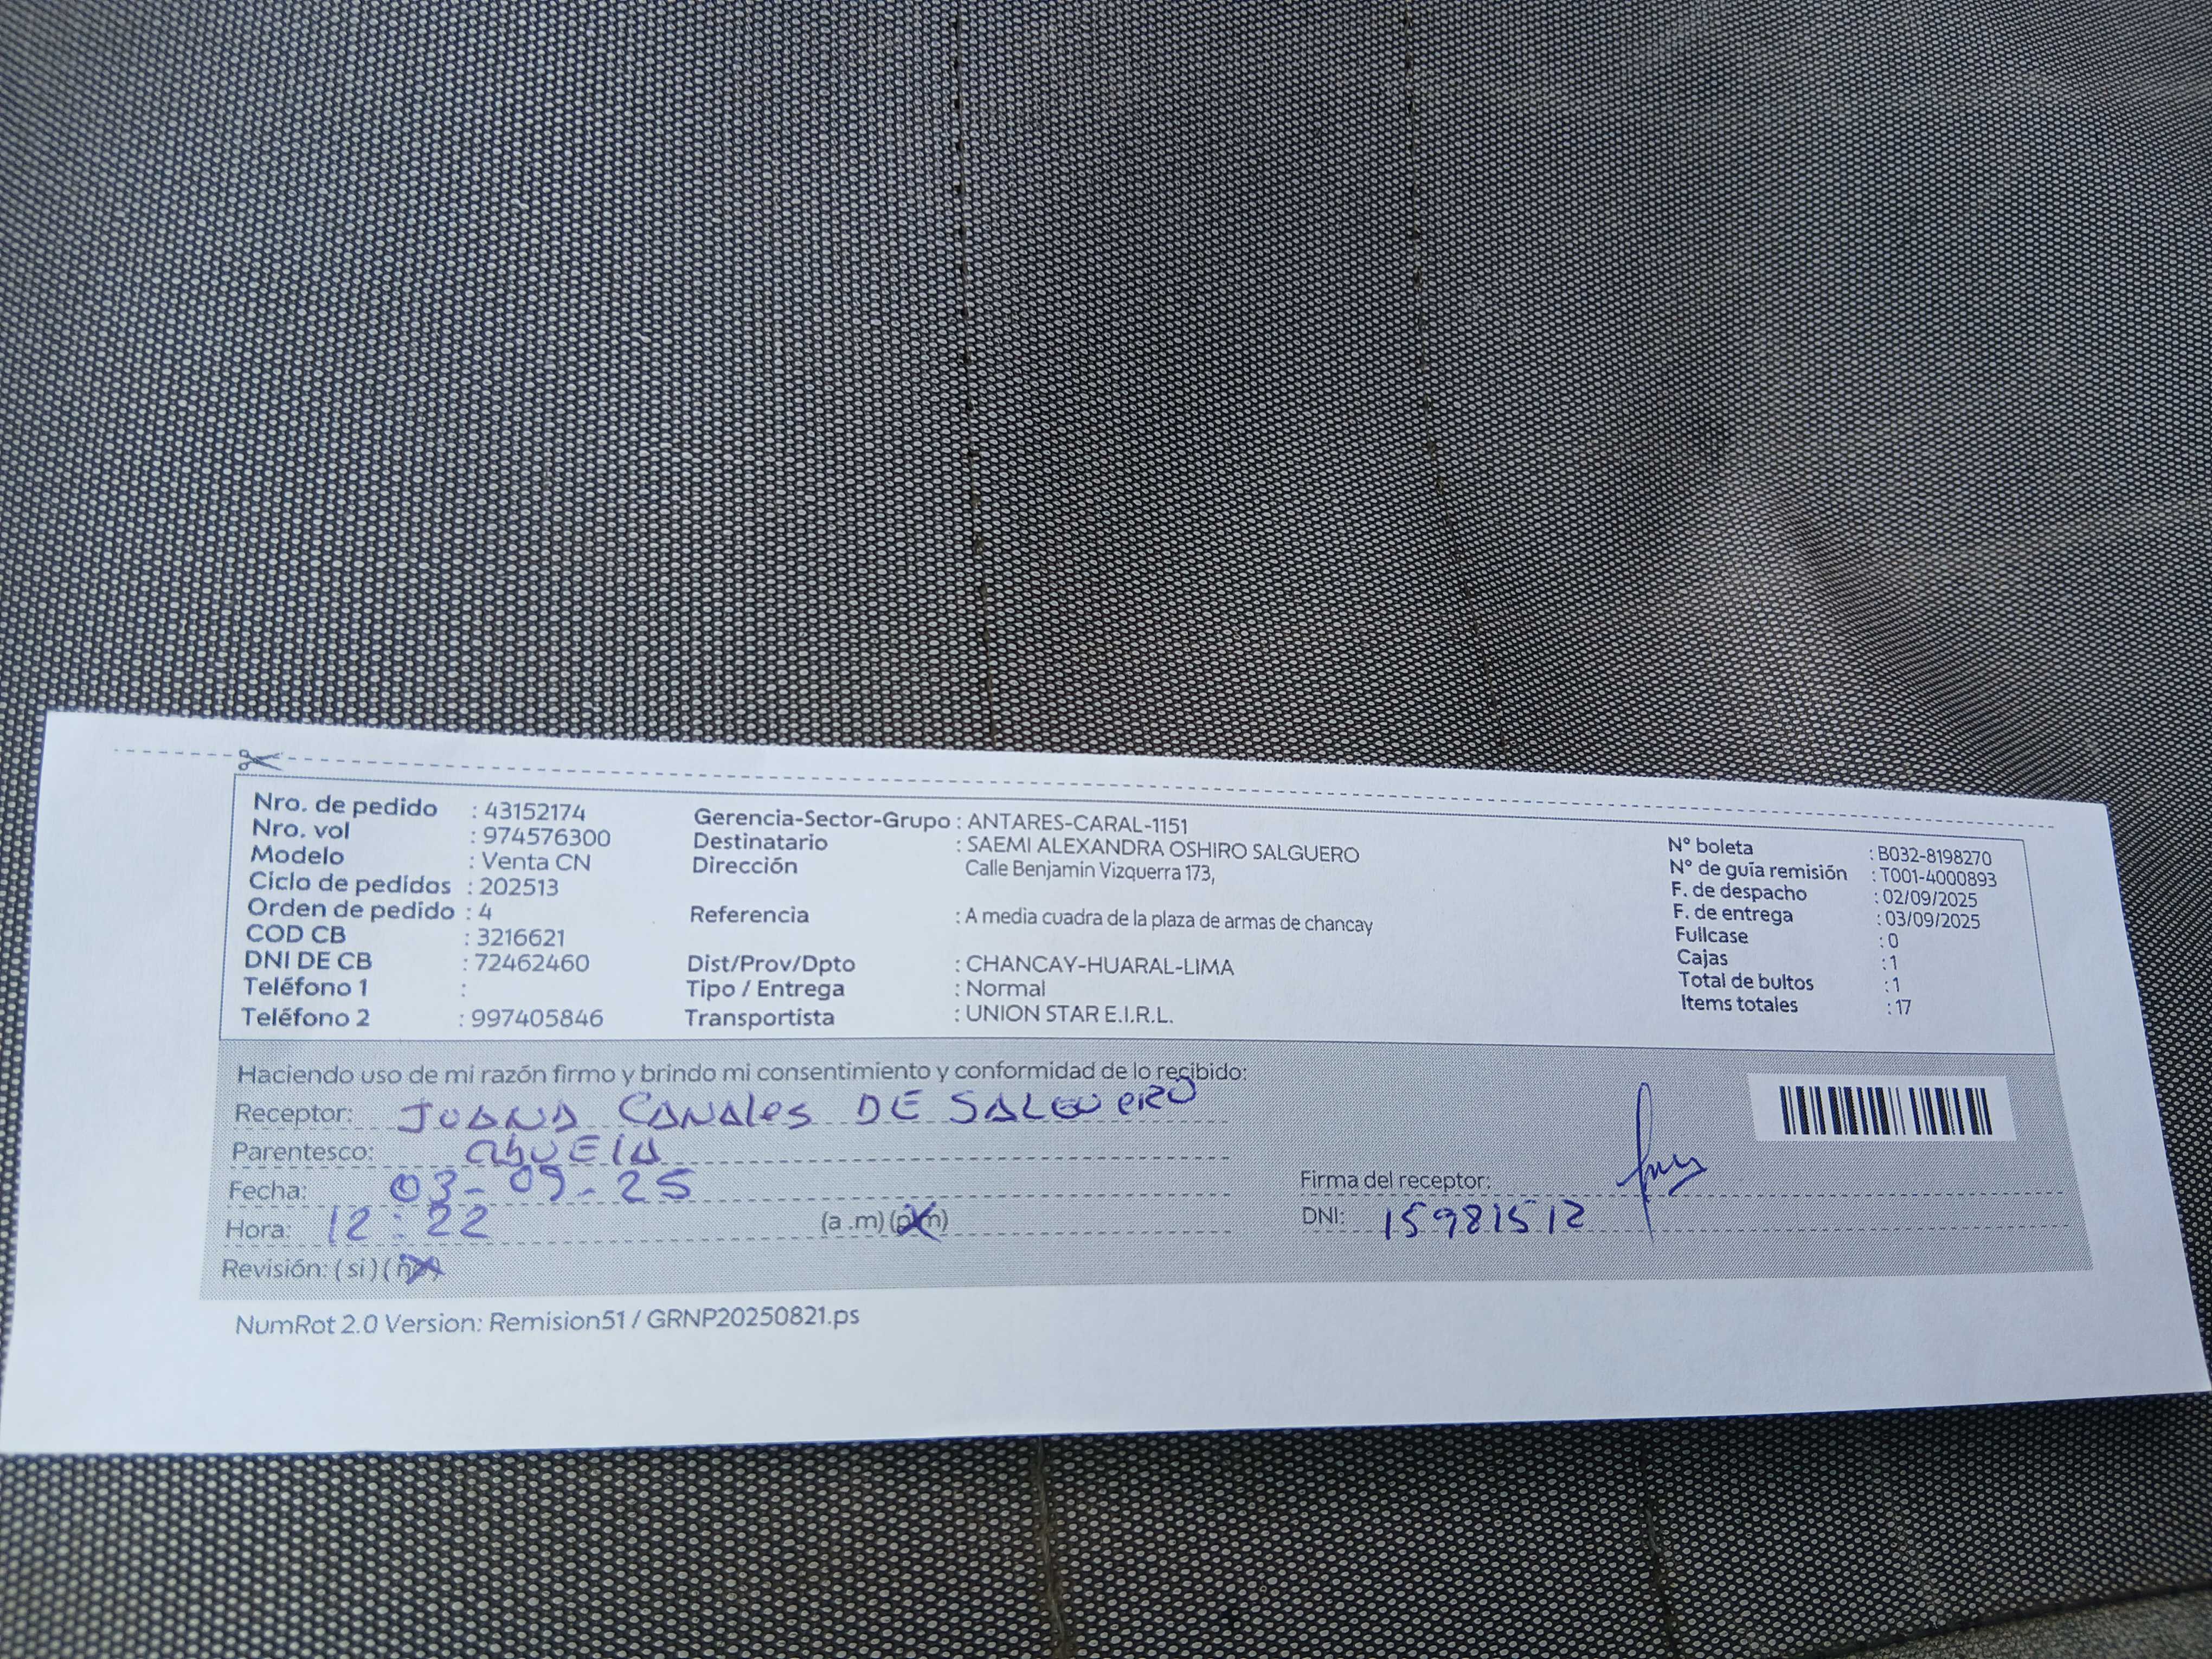 Nro. de pedido : 43152174
Nro. vol : 974576300
Modelo : Venta CN
Ciclo de pedidos : 202513
Orden de pedido : 4
COD CB : 3216621
DNI DE CB : 72462460
Teléfono 1 :
Teléfono 2 : 997405846
Gerencia-Sector-Grupo : ANTARES-CARAL-1151
Destinatario : SAEMI ALEXANDRA OSHIRO SALGUERO
Dirección Calle Benjamin Vizquerra 173,
Referencia : A media cuadra de la plaza de armas de chancay
Dist/Prov/Dpto : CHANCAY-HUARAL-LIMA
Tipo / Entrega : Normal
Transportista : UNION STAR E.I.R.L.
N° boleta : B032-8198270
N° de guía remisión : T001-4000893
F. de despacho : 02/09/2025
F. de entrega : 03/09/2025
Fullcase : 0
Cajas : 1
Total de bultos : 1
Items totales : 17
Haciendo uso de mi razón firmo y brindo mi consentimiento y conformidad de lo recibido:
Receptor: JUANA CANALES DE SALGUERO
Parentesco: abuela
Fecha: 03-09-25
Hora: 12:22 (a .m) (p.m)
Revisión: ( si ) ( no )
Firma del receptor:
DNI: 15981512
NumRot 2.0 Version: Remision51 / GRNP20250821.ps